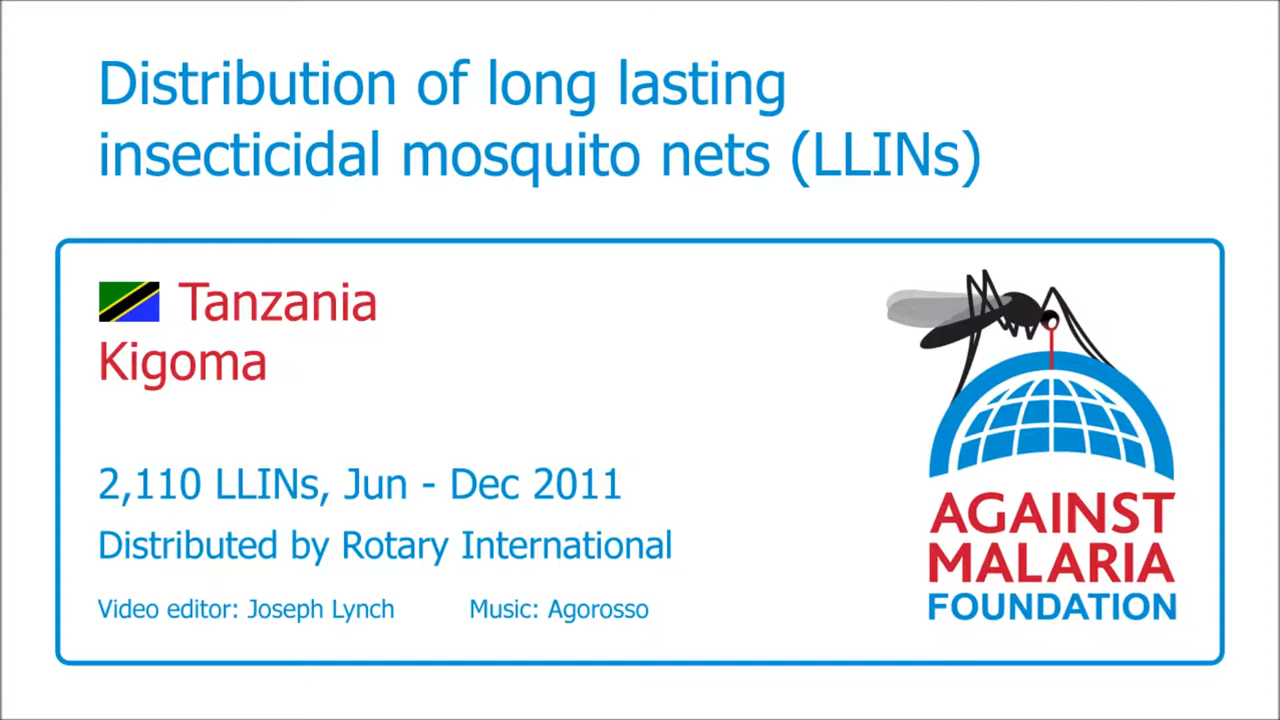 Distribution of long lasting
insecticidal mosquito nets (LLINs)
Tanzania
Kigoma
2,110 LLINs, Jun - Dec 2011
Distributed by Rotary International
Video editor: Joseph Lynch Music: Agorosso
AGAINST
MALARIA
FOUNDATION